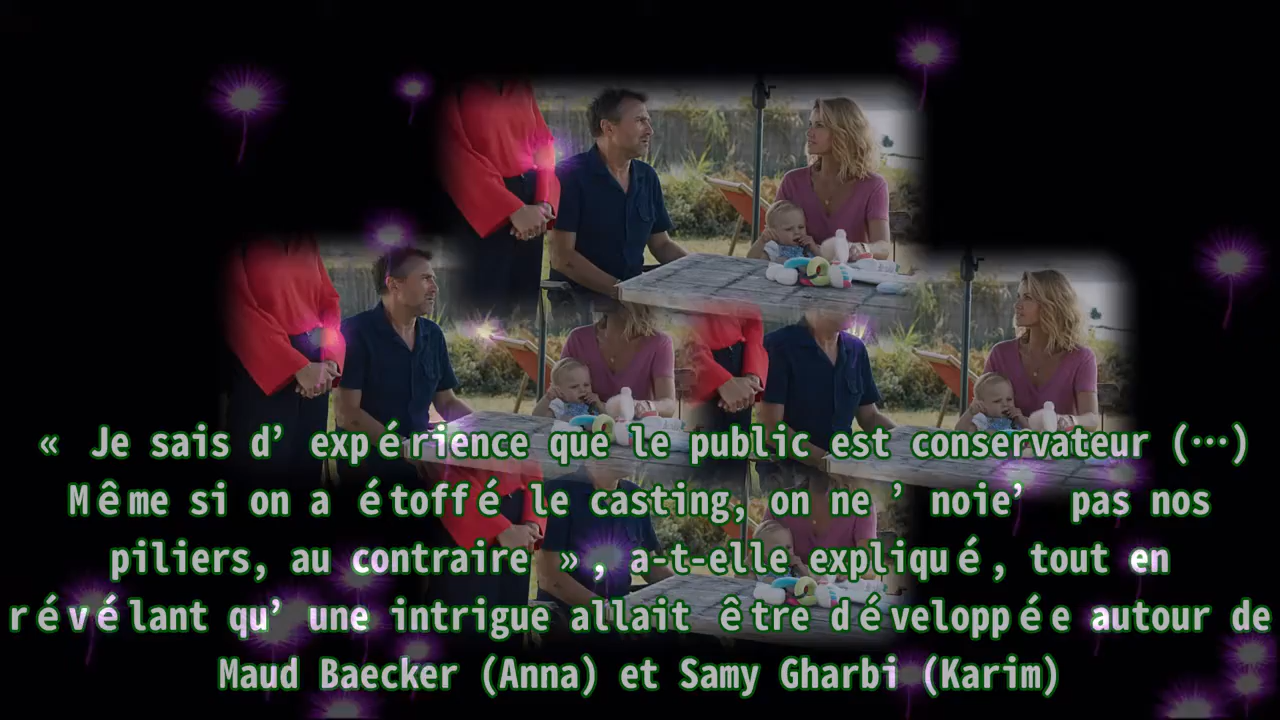 « Je sais d’ expérience que le public est conservateur (…)
Même si on a étoffé le casting, on ne ’ noie’ pas nos
piliers, au contraire », a-t-elle expliqué, tout en
révélant qu’ une intrigue allait être développée autour de
Maud Baecker (Anna) et Samy Gharbi (Karim)